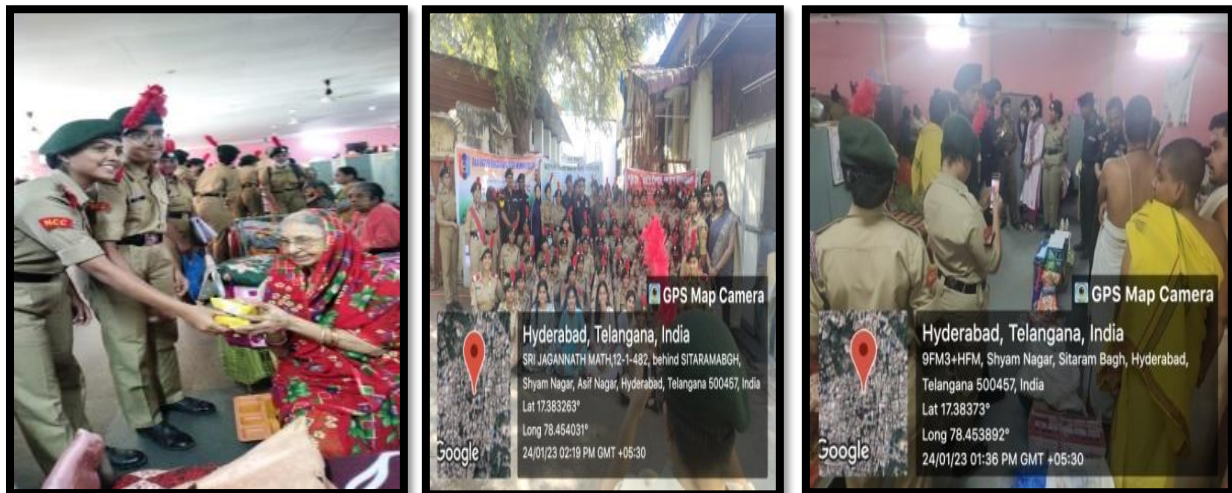 NCC
GPS Map Camera
Hyderabad, Telangana, India
SRI JAGANNATH MATH,12-1-482, behind SITARAMABGH,
Shyam Nagar, Asif Nagar, Hyderabad, Telangana 500457, India
Lat 17.383263°
Long 78.454031°
24/01/23 02:19 PM GMT +05:30
Google
GPS Map Camera
Hyderabad, Telangana, India
9FM3+HFM, Shyam Nagar, Sitaram Bagh, Hyderabad,
Telangana 500457, India
Lat 17.38373°
Long 78.453892°
24/01/23 01:36 PM GMT +05:30
Google